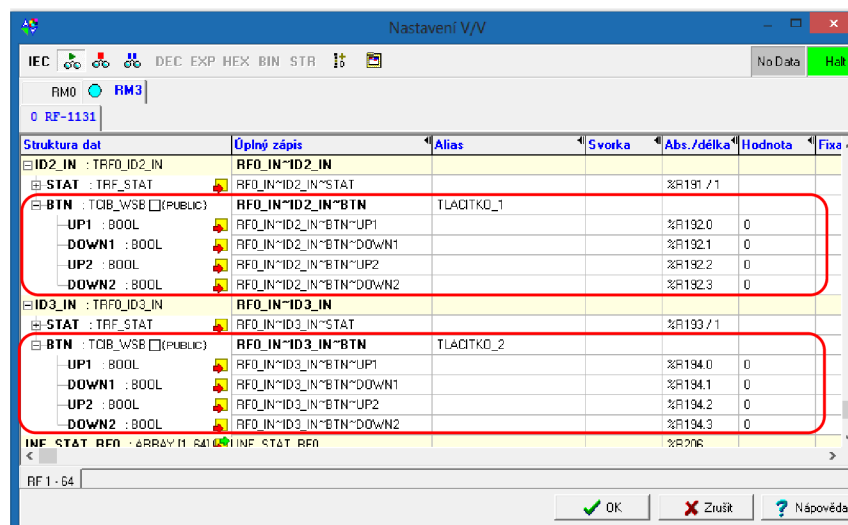 Nastavení V/V
IEC DEC EXP HEX BIN STR No Data Halt
RM0 RM3
0 RF-1131
Struktura dat Úplný zápis Alias Svorka Abs./délka Hodnota Fixa
ID2_IN : TRF0_ID2_IN RF0_IN~ID2_IN
STAT : TRF_STAT RF0_IN~ID2_IN~STAT %R191 / 1
BTN : TCIB_WSB {PUBLIC} RF0_IN~ID2_IN~BTN TLACITKO_1
UP1 : BOOL RF0_IN~ID2_IN~BTN~UP1 %R192.0 0
DOWN1 : BOOL RF0_IN~ID2_IN~BTN~DOWN1 %R192.1 0
UP2 : BOOL RF0_IN~ID2_IN~BTN~UP2 %R192.2 0
DOWN2 : BOOL RF0_IN~ID2_IN~BTN~DOWN2 %R192.3 0
ID3_IN : TRF0_ID3_IN RF0_IN~ID3_IN
STAT : TRF_STAT RF0_IN~ID3_IN~STAT %R193 / 1
BTN : TCIB_WSB {PUBLIC} RF0_IN~ID3_IN~BTN TLACITKO_2
UP1 : BOOL RF0_IN~ID3_IN~BTN~UP1 %R194.0 0
DOWN1 : BOOL RF0_IN~ID3_IN~BTN~DOWN1 %R194.1 0
UP2 : BOOL RF0_IN~ID3_IN~BTN~UP2 %R194.2 0
DOWN2 : BOOL RF0_IN~ID3_IN~BTN~DOWN2 %R194.3 0
STAT_RF0 : ARRAY [1..64] STAT_RF0 %R206
RF 1 - 64
OK Zrušit ? Nápověda